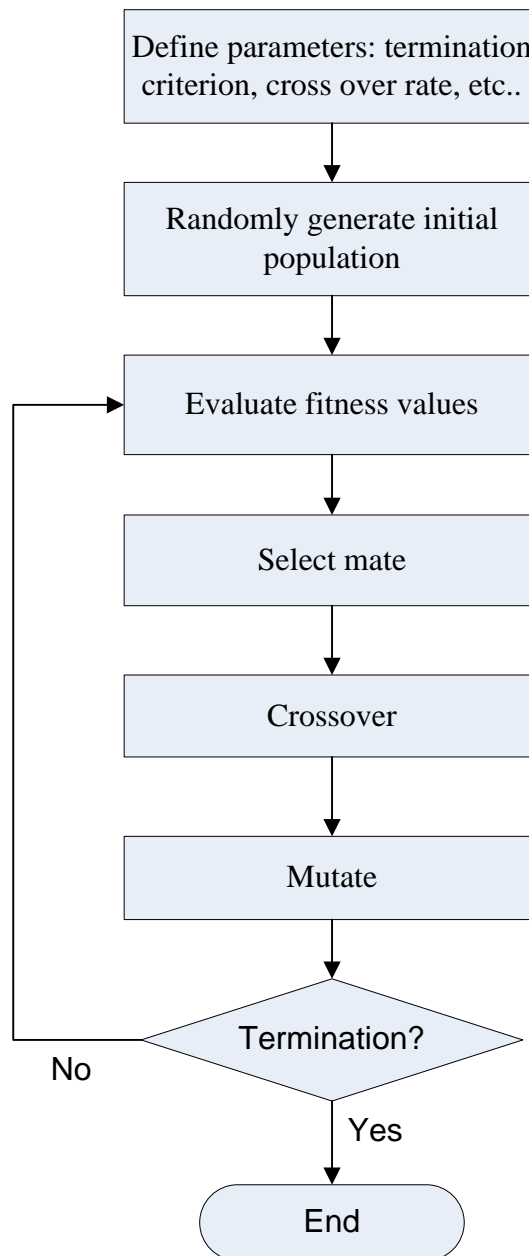 Define parameters: termination
criterion, cross over rate, etc..
Randomly generate initial
population
Evaluate fitness values
Select mate
Crossover
Mutate
Termination?
No
Yes
End